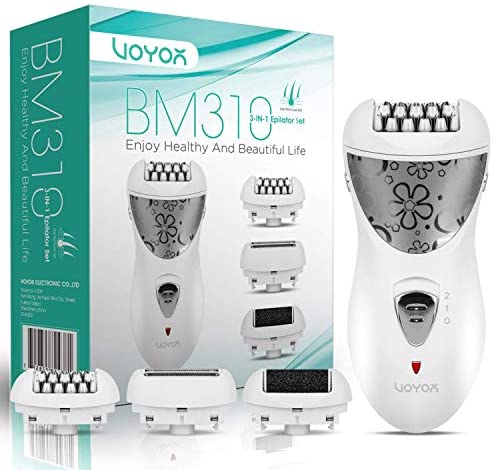 VOYOR
BM310
3-IN-1 Epilator Set
Enjoy Healthy And Beautiful Life
BM310
3-IN-1 Epilator Set
Enjoy Healthy And Beautiful Life
VOYOR ELECTRONIC CO.,LTD
2
1
0
VOYOR
VOYOR